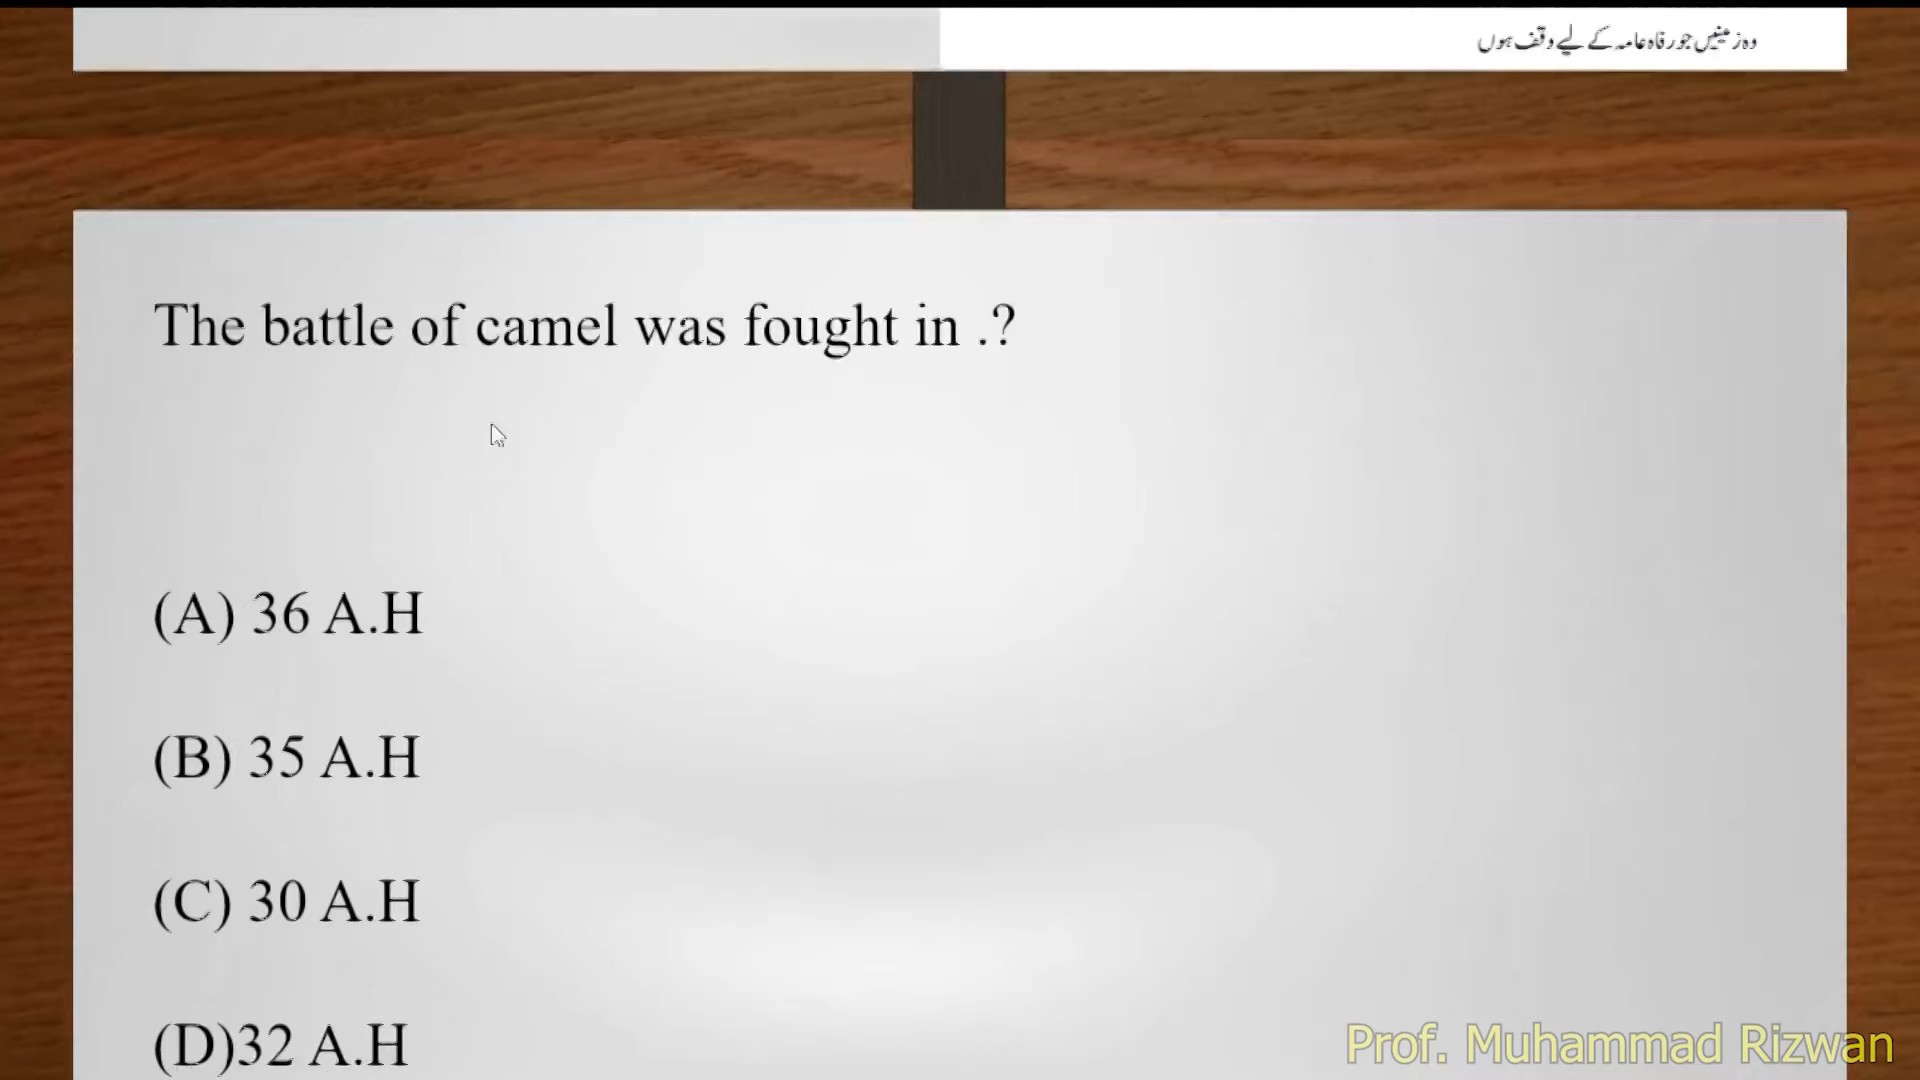 وہ زمینیں جو رفاہ عامہ کے لیے وقف ہوں
The battle of camel was fought in .?
(A) 36 A.H
(B) 35 A.H
(C) 30 A.H
(D)32 A.H
Prof. Muhammad Rizwan